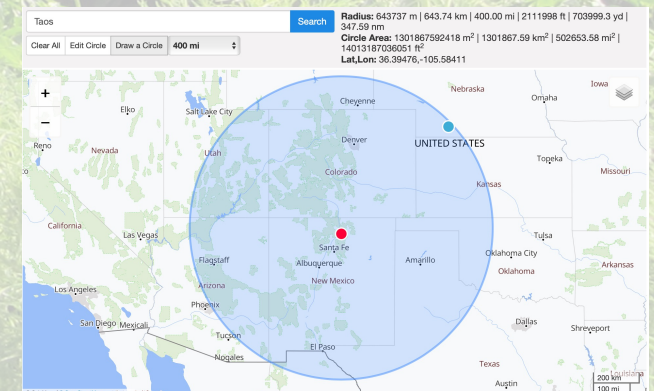 Taos
Search
Radius: 643737 m | 643.74 km | 400.00 mi | 2111998 ft | 703999.3 yd |
347.59 nm
Circle Area: 1301867592418 m² | 1301867.59 km² | 502653.58 mi² |
14013187036051 ft²
Lat,Lon: 36.39476,-105.58411
Clear All
Edit Circle
Draw a Circle
400 mi
+
−
Elko
Salt Lake City
Cheyenne
Nebraska
Omaha
Iowa
Reno
Nevada
Utah
Denver
UNITED STATES
Colorado
Topeka
Missouri
Kansas
California
Las Vegas
Santa Fe
Tulsa
Flagstaff
Albuquerque
Amarillo
Oklahoma City
Oklahoma
Arkansas
Los Angeles
Arizona
New Mexico
Phoenix
San Diego
Mexicali
Tucson
Dallas
Shreveport
Nogales
El Paso
Texas
Louisiana
Austin
200 km
100 mi